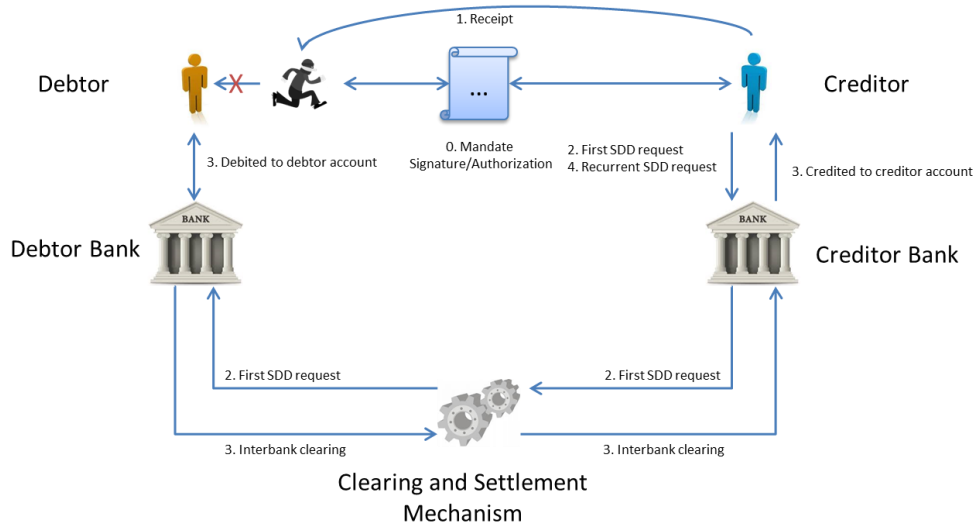 1. Receipt
Debtor
Creditor
...
0. Mandate
Signature/Authorization
2. First SDD request
4. Recurrent SDD request
3. Debited to debtor account
3. Credited to creditor account
BANK
BANK
Debtor Bank
Creditor Bank
2. First SDD request
2. First SDD request
3. Interbank clearing
3. Interbank clearing
Clearing and Settlement
Mechanism